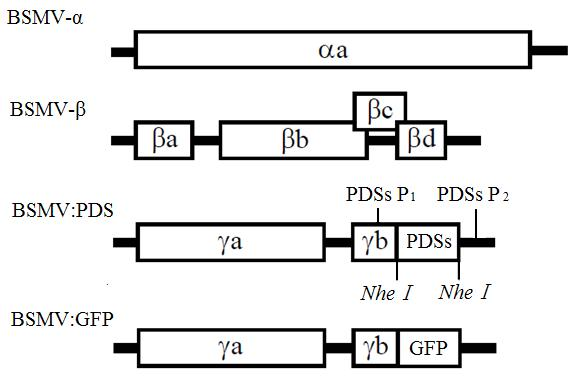 BSMV-α
αa
BSMV-β
βa
βb
βc
βd
BSMV:PDS
PDSs P1
PDSs P2
γa
γb
PDSs
Nhe I
Nhe I
BSMV:GFP
γa
γb
GFP